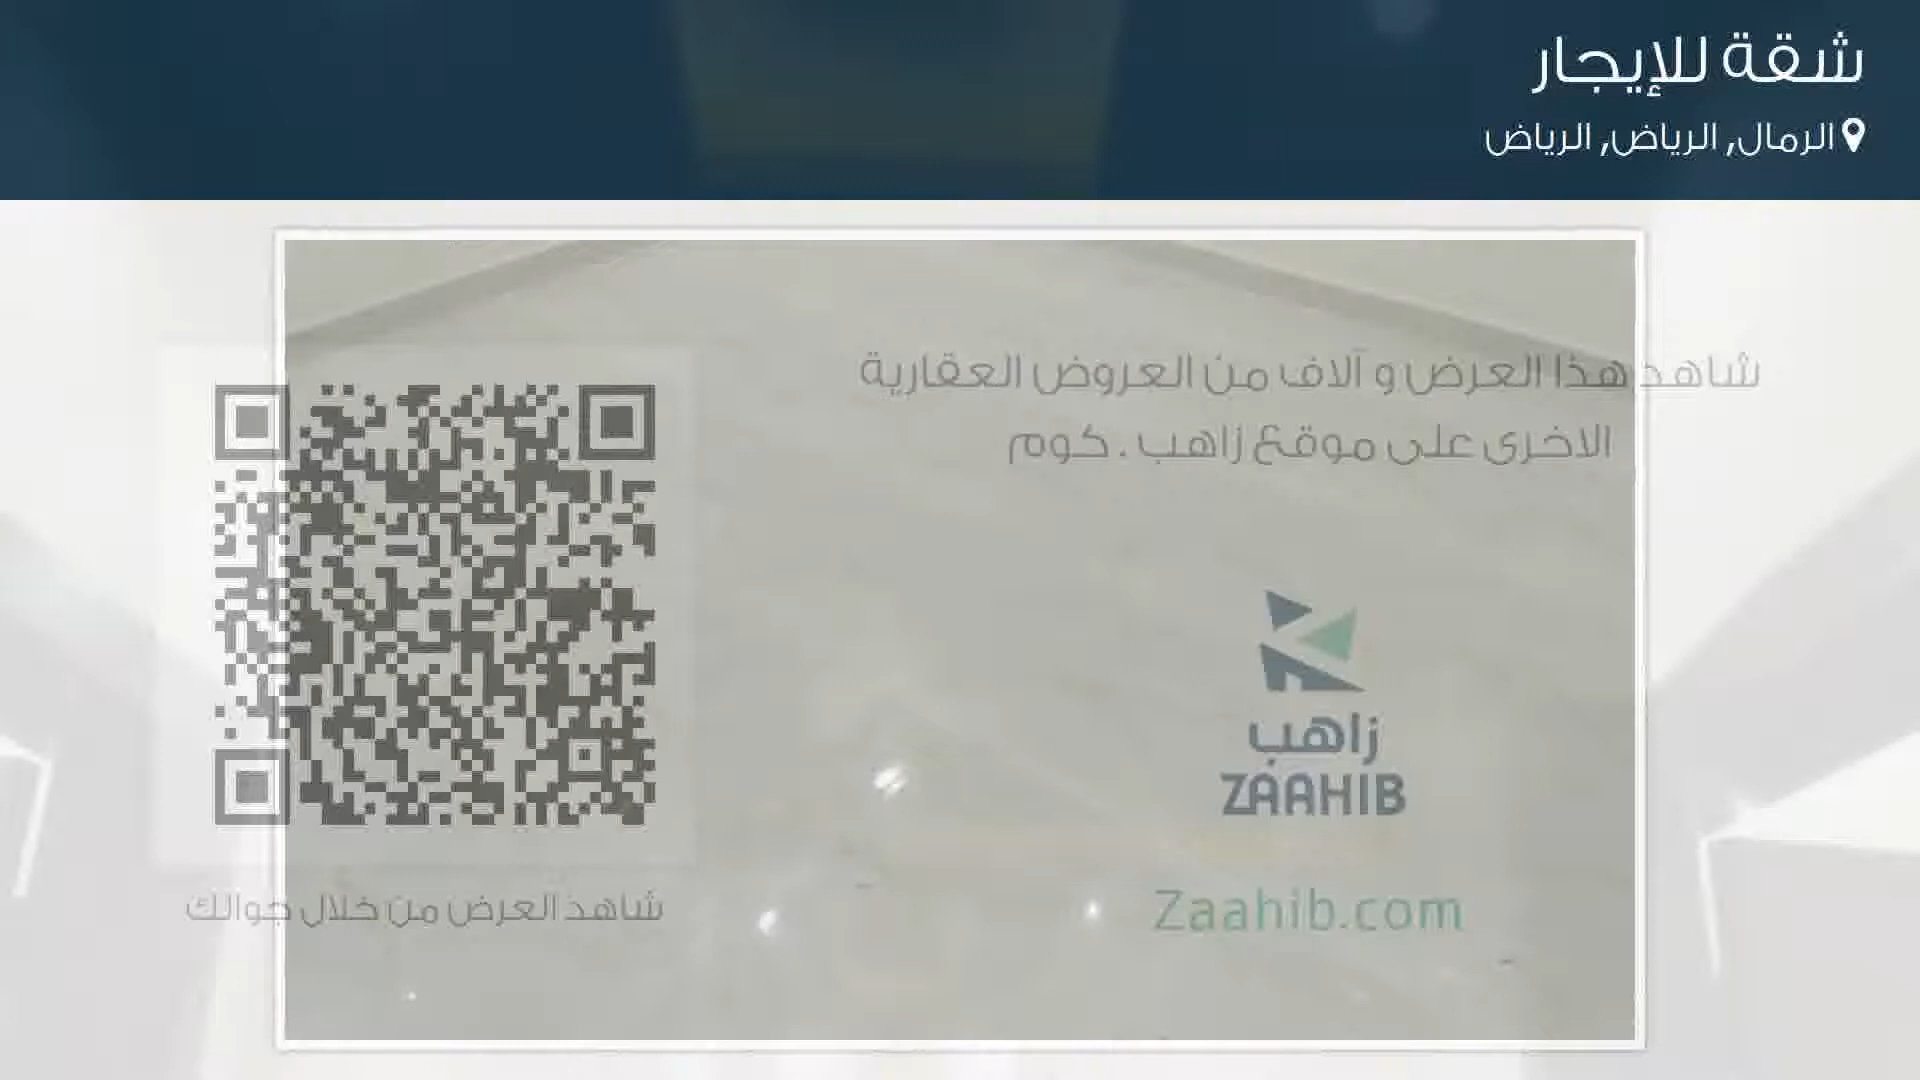 شقة للإيجار
الرمال, الرياض, الرياض
شاهد هذا العرض و آلاف من العروض العقارية
الاخرى على موقع زاهب . كوم
زاهب
ZAAHIB
Zaahib.com
شاهد العرض من خلال جوالك